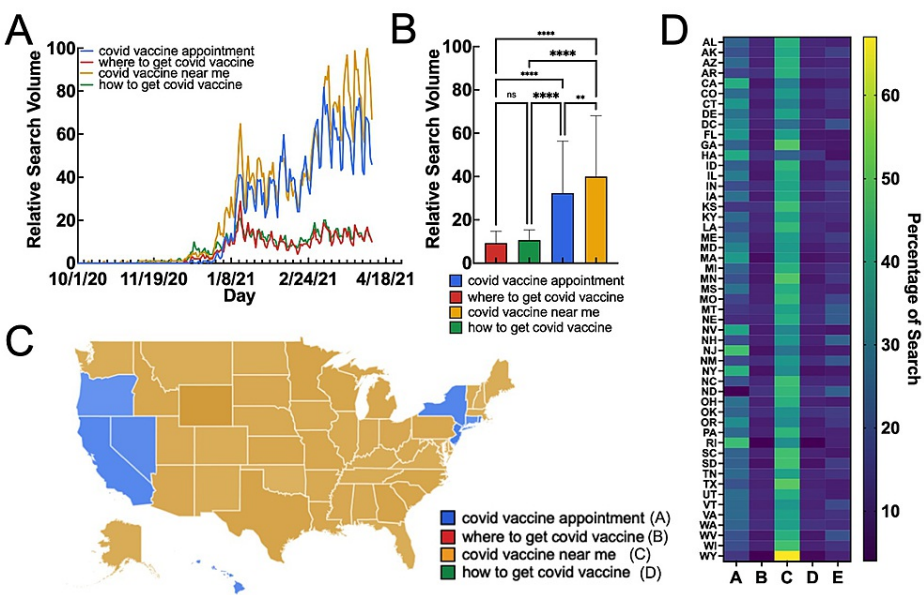 A
Relative Search Volume
100
80
60
40
20
0
covid vaccine appointment
where to get covid vaccine
covid vaccine near me
how to get covid vaccine
10/1/20 11/19/20 1/8/21 2/24/21 4/18/21
Day
B
Relative Search Volume
100
80
60
40
20
0
****
****
****
ns **** **
covid vaccine appointment
where to get covid vaccine
covid vaccine near me
how to get covid vaccine
C
covid vaccine appointment (A)
where to get covid vaccine (B)
covid vaccine near me (C)
how to get covid vaccine (D)
D
AL
AK
AZ
AR
CA
CO
CT
DE
DC
FL
GA
HA
ID
IL
IN
IA
KS
KY
LA
ME
MD
MA
MI
MN
MS
MO
MT
NE
NV
NH
NJ
NM
NY
NC
ND
OH
OK
OR
PA
RI
SC
SD
TN
TX
UT
VT
VA
WA
WV
WI
WY
A B C D E
60
50
40
30
20
10
Percentage of Search